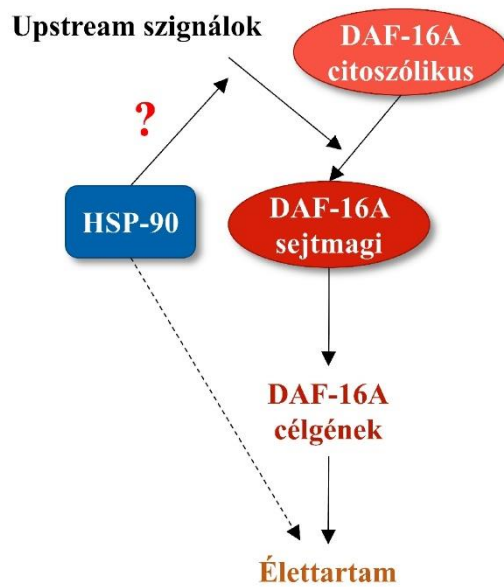 Upstream szignálok
DAF-16A
citoszólikus
?
HSP-90
DAF-16A
sejtmagi
DAF-16A
célgének
Élettartam